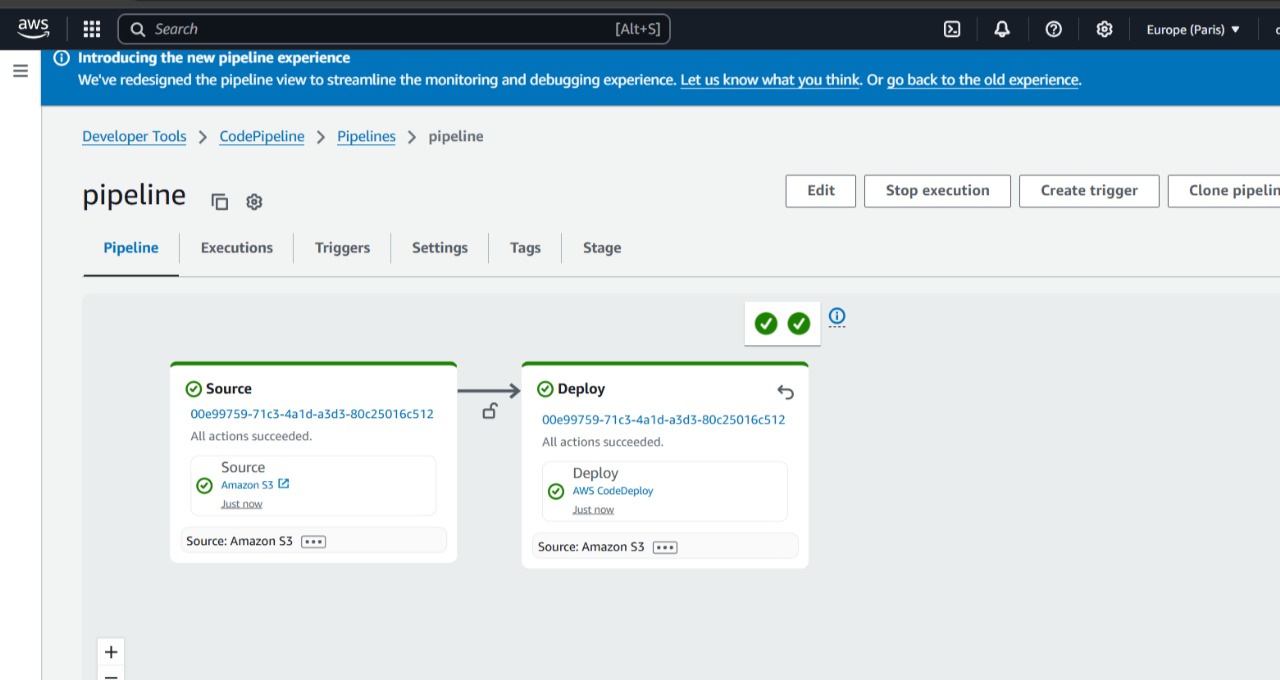 aws
Search
[Alt+S]
Europe (Paris)
Introducing the new pipeline experience
We've redesigned the pipeline view to streamline the monitoring and debugging experience. Let us know what you think. Or go back to the old experience.
Developer Tools
CodePipeline
Pipelines
pipeline
pipeline
Edit
Stop execution
Create trigger
Clone pipelin
Pipeline
Executions
Triggers
Settings
Tags
Stage
Source
00e99759-71c3-4a1d-a3d3-80c25016c512
All actions succeeded.
Source
Amazon S3
Just now
Source: Amazon S3
Deploy
00e99759-71c3-4a1d-a3d3-80c25016c512
All actions succeeded.
Deploy
AWS CodeDeploy
Just now
Source: Amazon S3